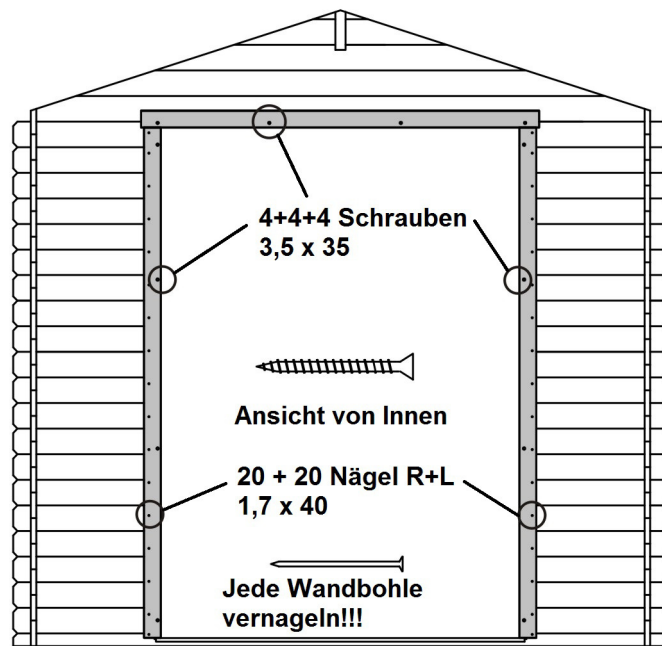 4+4+4 Schrauben
3,5 x 35
Ansicht von Innen
20 + 20 Nägel R+L
1,7 x 40
Jede Wandbohle
vernageln!!!